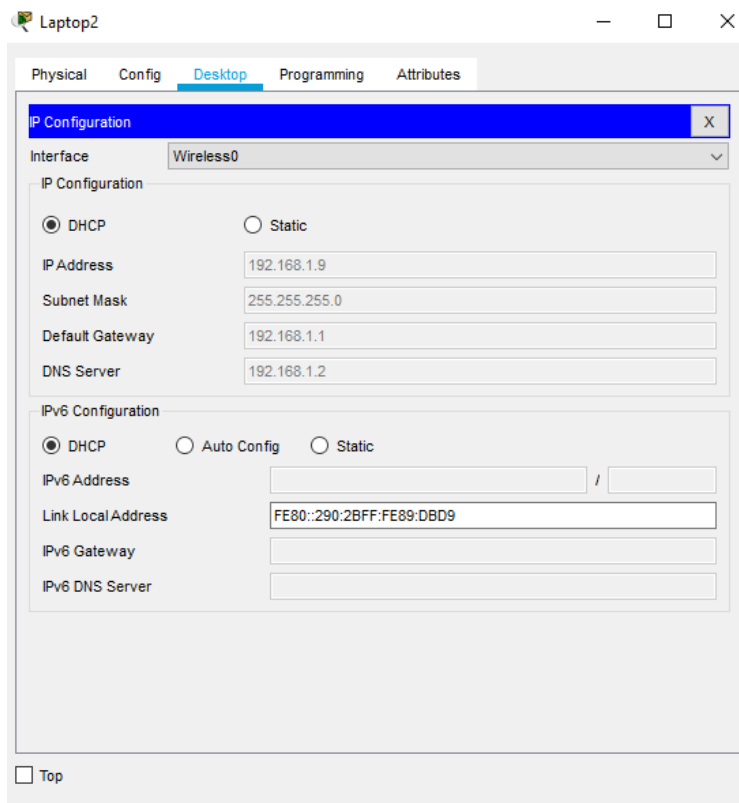 Laptop2
Physical Config Desktop Programming Attributes
IP Configuration X
Interface Wireless0
IP Configuration
DHCP Static
IP Address 192.168.1.9
Subnet Mask 255.255.255.0
Default Gateway 192.168.1.1
DNS Server 192.168.1.2
IPv6 Configuration
DHCP Auto Config Static
IPv6 Address /
Link Local Address FE80::290:2BFF:FE89:DBD9
IPv6 Gateway
IPv6 DNS Server
Top